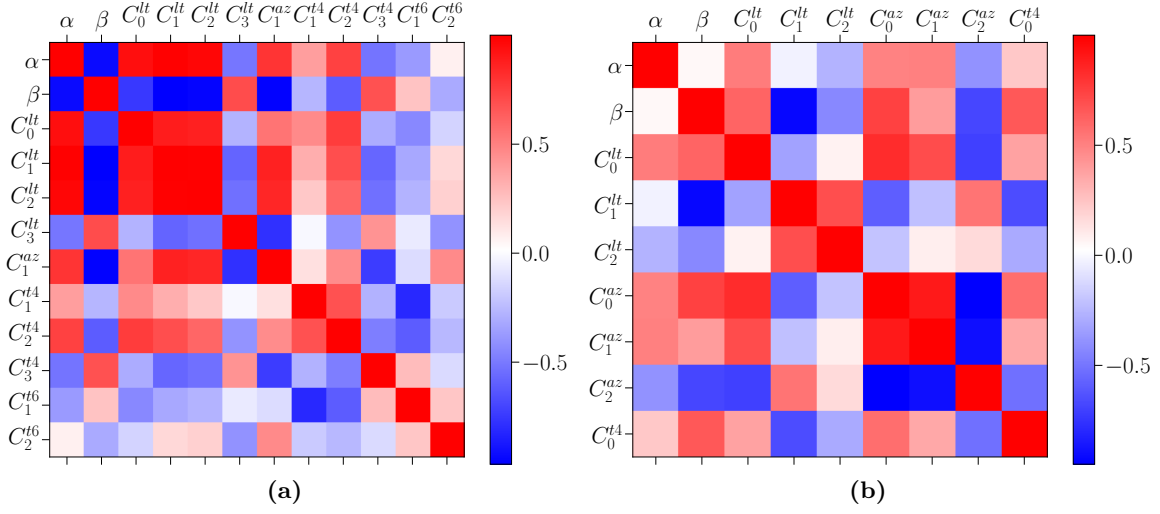 α β C_0^{lt} C_1^{lt} C_2^{lt} C_3^{lt} C_1^{az} C_1^{t4} C_2^{t4} C_3^{t4} C_1^{t6} C_2^{t6}
α
β
C_0^{lt}
C_1^{lt}
C_2^{lt}
C_3^{lt}
C_1^{az}
C_1^{t4}
C_2^{t4}
C_3^{t4}
C_1^{t6}
C_2^{t6}
0.5
0.0
−0.5
(a)
α β C_0^{lt} C_1^{lt} C_2^{lt} C_0^{az} C_1^{az} C_2^{az} C_0^{t4}
α
β
C_0^{lt}
C_1^{lt}
C_2^{lt}
C_0^{az}
C_1^{az}
C_2^{az}
C_0^{t4}
0.5
0.0
−0.5
(b)